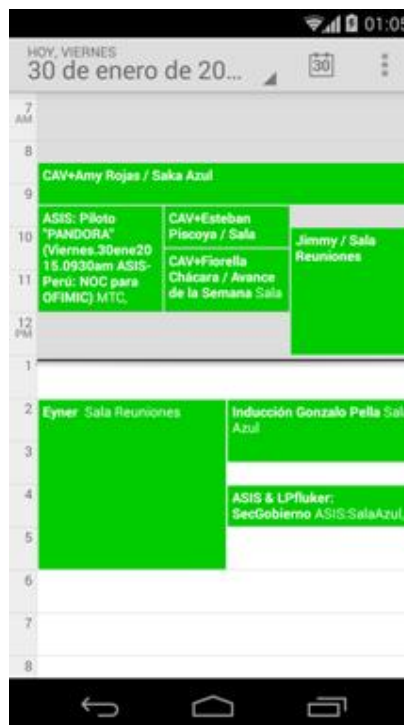 01:05
HOY, VIERNES
30 de enero de 20...
30
7
AM
8
CAV+Amy Rojas / Saka Azul
9
ASIS: Piloto
"PANDORA"
(Viernes.30ene20
15.0930am ASIS-
Perú: NOC para
OFIMIC) MTC,
CAV+Esteban
Piscoya / Sala
CAV+Fiorella
Chácara / Avance
de la Semana Sala
Jimmy / Sala
Reuniones
10
11
12
PM
1
2
Eyner Sala Reuniones
Inducción Gonzalo Pella Sala
Azul
3
4
ASIS & LPfluker:
SecGobierno ASIS:SalaAzul,
5
6
7
8